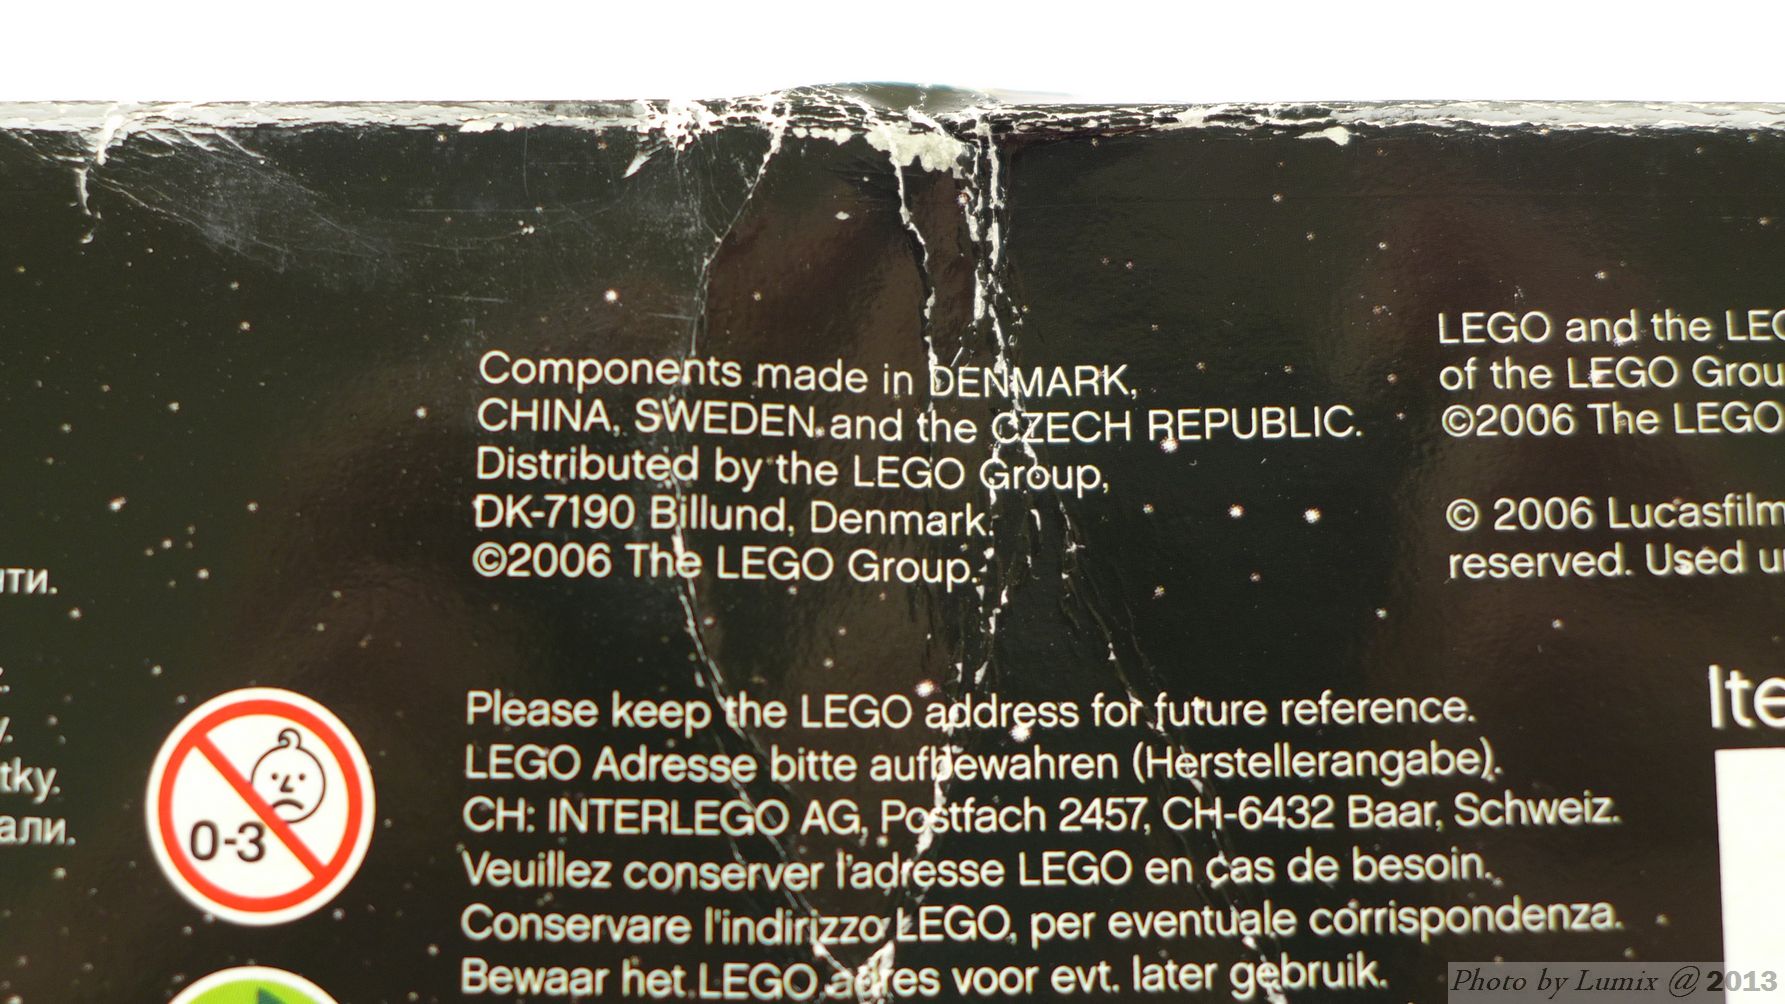 Components made in DENMARK,
CHINA, SWEDEN and the CZECH REPUBLIC.
Distributed by the LEGO Group,
DK-7190 Billund, Denmark.
©2006 The LEGO Group.
LEGO and the
of the LEGO
©2006 The LEGO
© 2006 Lucasfilm
reserved. Used
Please keep the LEGO address for future reference.
LEGO Adresse bitte aufbewahren (Herstellerangabe).
CH: INTERLEGO AG, Postfach 2457, CH-6432 Baar, Schweiz.
Veuillez conserver l'adresse LEGO en cas de besoin.
Conservare l'indirizzo LEGO, per eventuale corrispondenza.
Bewaar het LEGO adres voor evt. later gebruik.
0-3
Photo by Lumix @ 2013